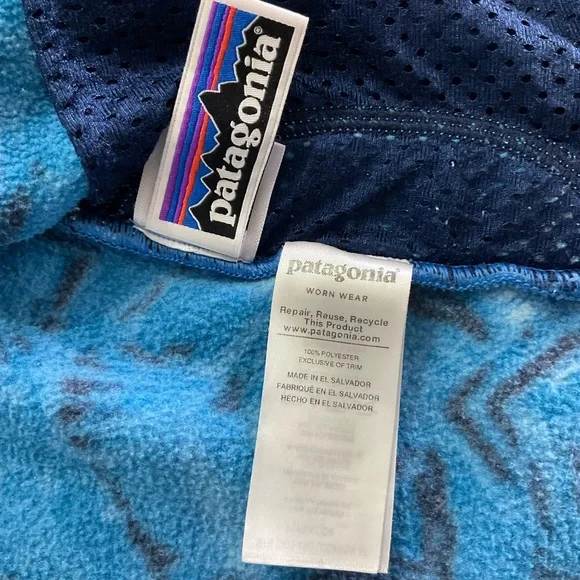 patagonia®
patagonia®
WORN WEAR
Repair, Reuse, Recycle
This Product
www.patagonia.com
100% POLYESTER
EXCLUSIVE OF TRIM
MADE IN EL SALVADOR
FABRIQUÉ EN EL SALVADOR
HECHO EN EL SALVADOR